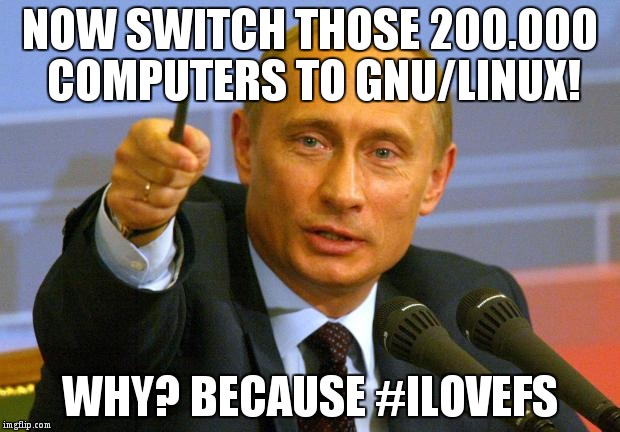 NOW SWITCH THOSE 200.000
COMPUTERS TO GNU/LINUX!
WHY? BECAUSE #ILOVEFS
imgflip.com